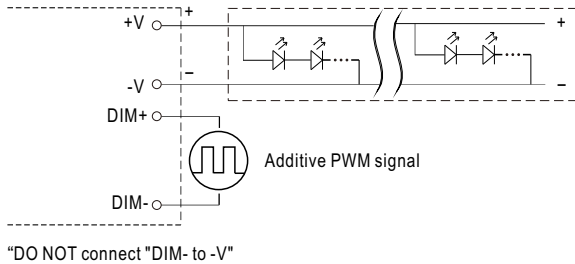 +V + +
-V – –
DIM+
Additive PWM signal
DIM-
“DO NOT connect "DIM- to -V"